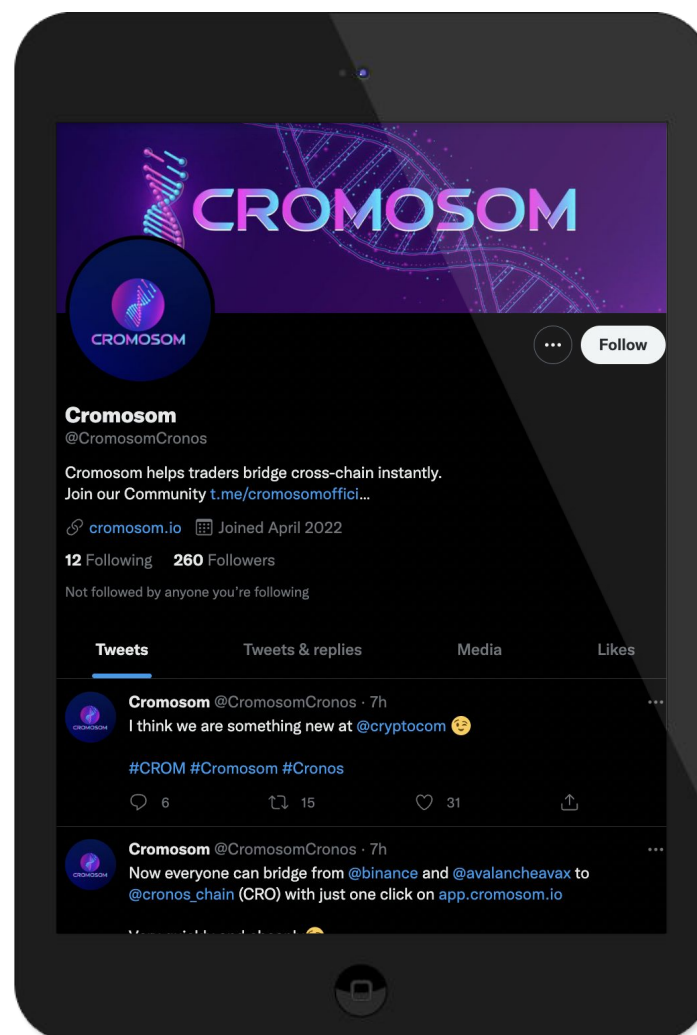 CROMOSOM
CROMOSOM
Follow
Cromosom
@CromosomCronos
Cromosom helps traders bridge cross-chain instantly.
Join our Community t.me/cromosomoffici…
cromosom.io Joined April 2022
12 Following 260 Followers
Not followed by anyone you’re following
Tweets Tweets & replies Media Likes
CROMOSOM
Cromosom @CromosomCronos · 7h
I think we are something new at @cryptocom 😉
#CROM #Cromosom #Cronos
6 15 31
CROMOSOM
Cromosom @CromosomCronos · 7h
Now everyone can bridge from @binance and @avalancheavax to
@cronos_chain (CRO) with just one click on app.cromosom.io